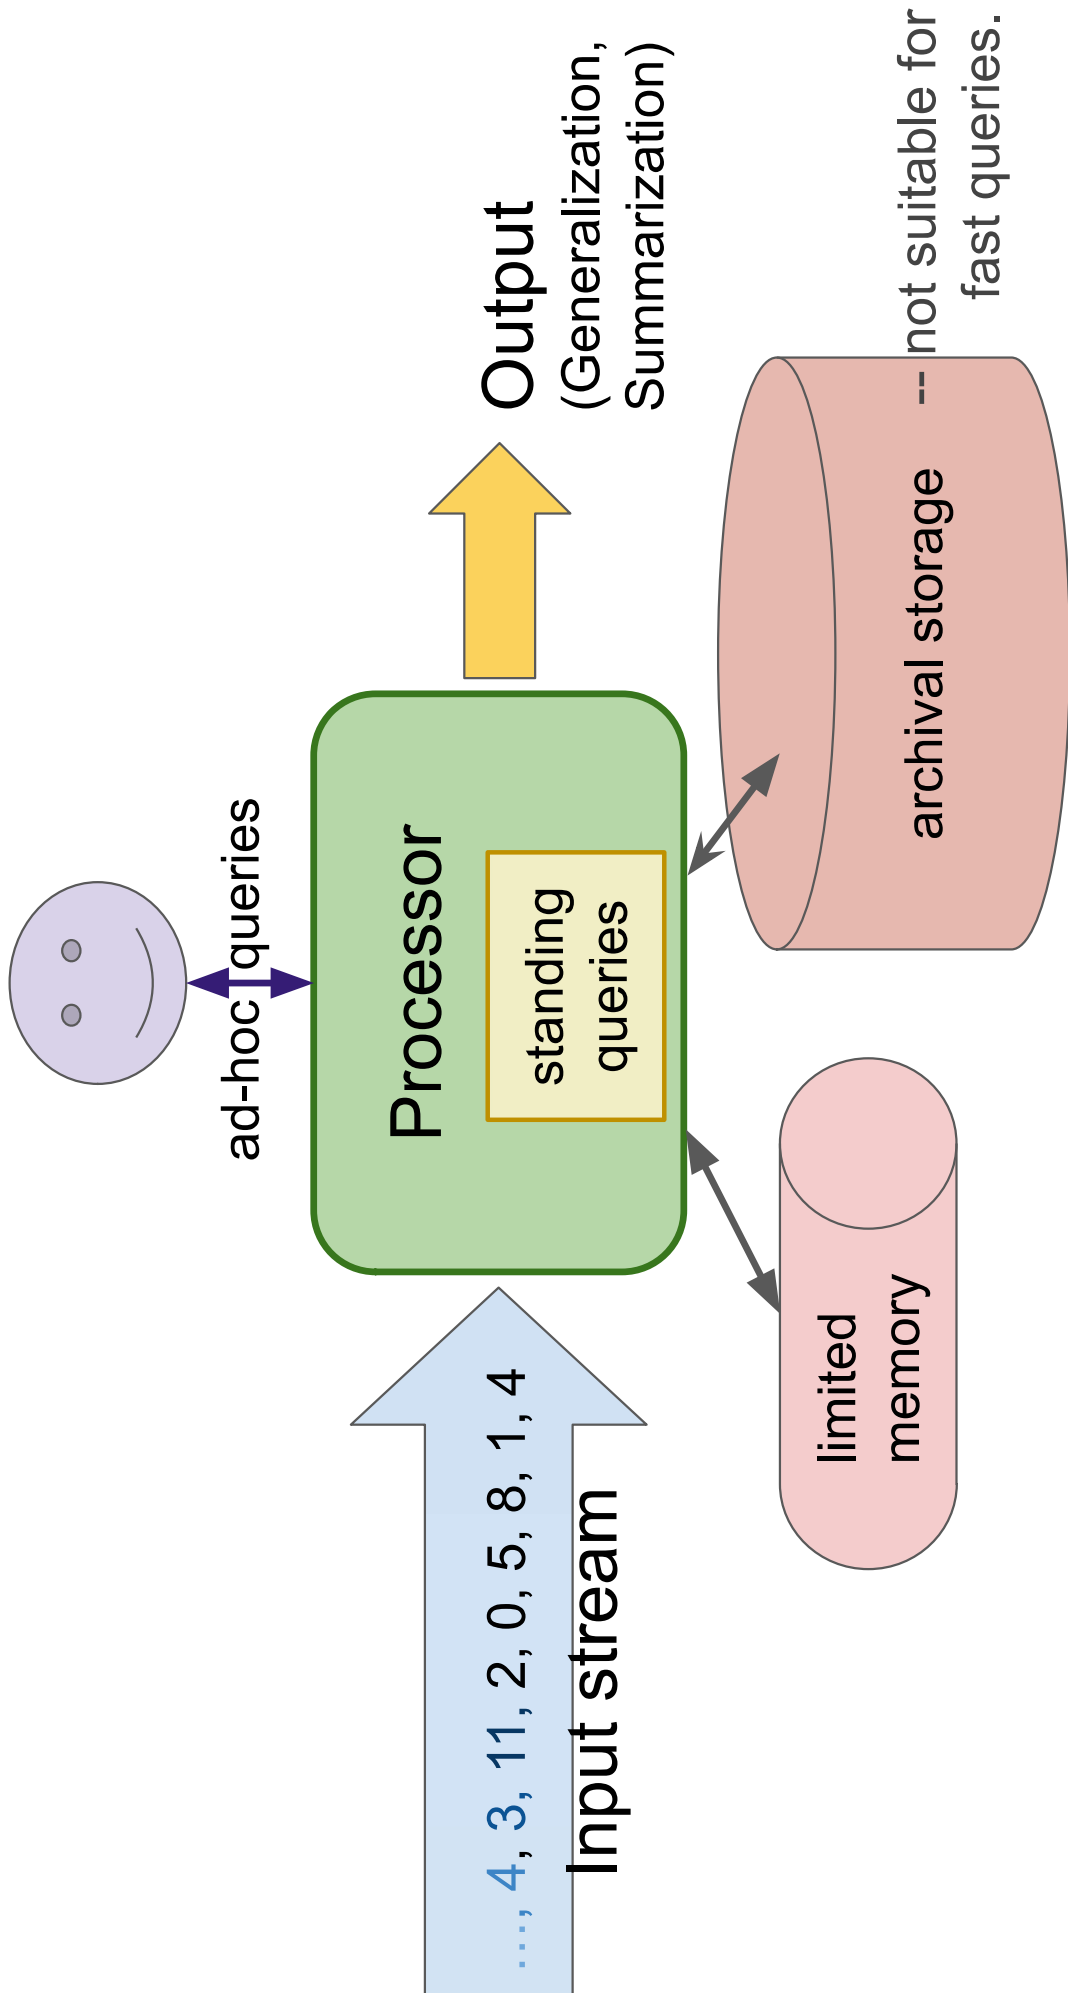 ad-hoc queries
Processor
standing
queries
…, 4, 3, 11, 2, 0, 5, 8, 1, 4
Input stream
Output
(Generalization,
Summarization)
limited
memory
archival storage
-- not suitable for
fast queries.